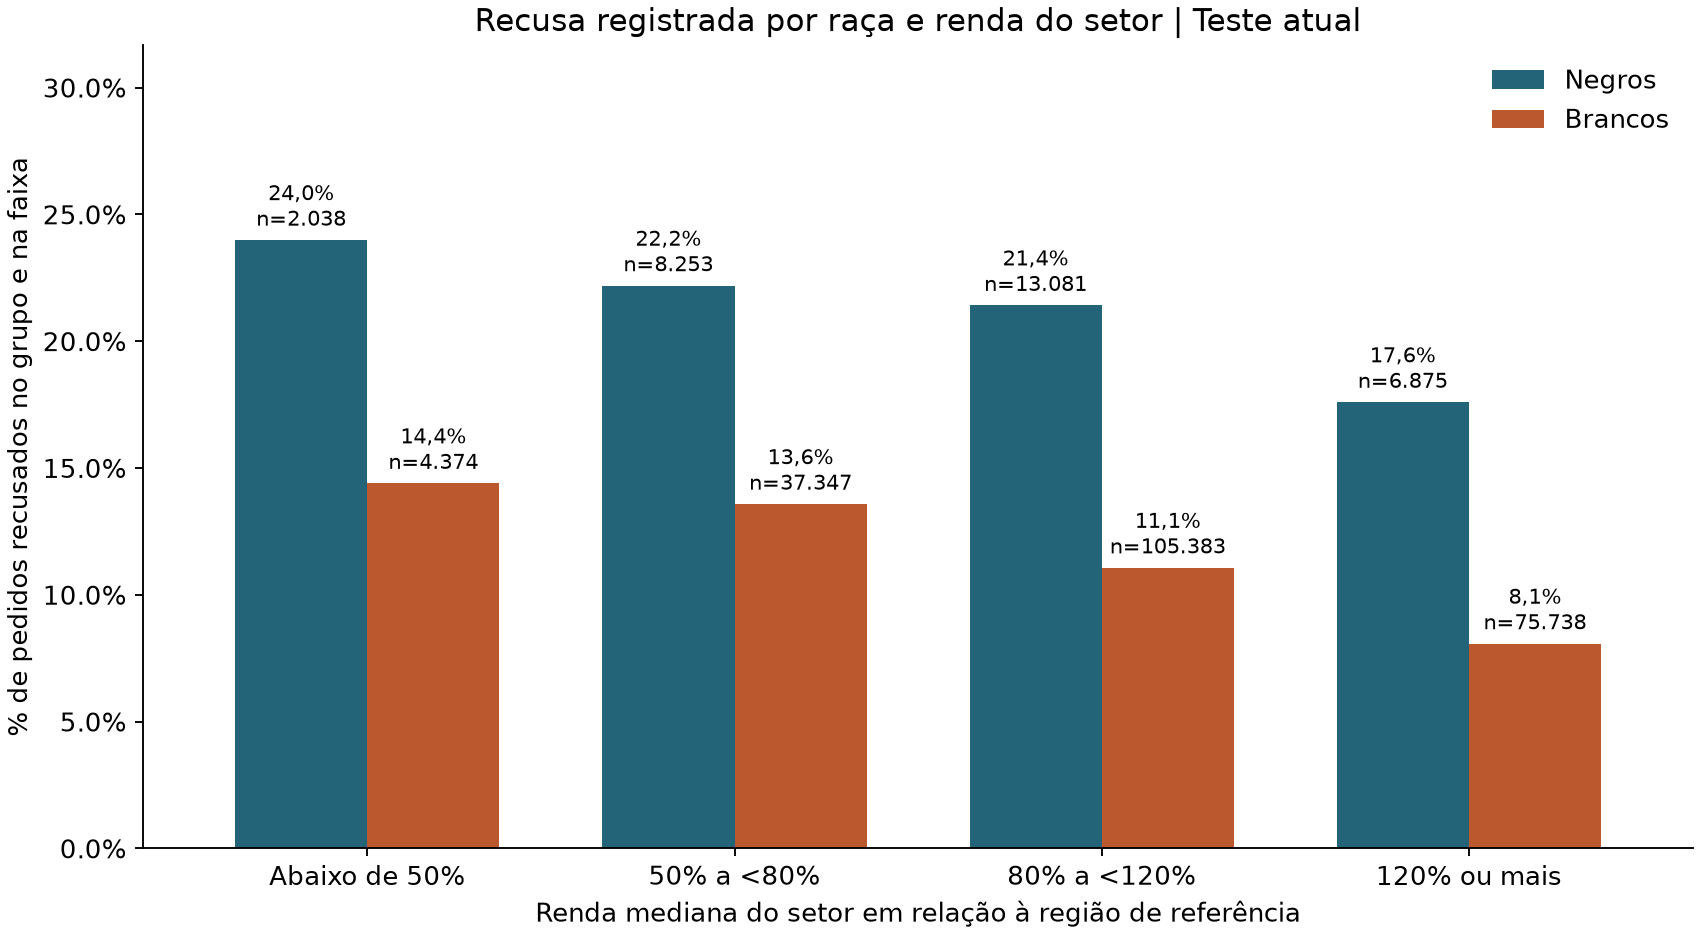 Recusa registrada por raça e renda do setor | Teste atual
Negros
Brancos
% de pedidos recusados no grupo e na faixa
30.0%
25.0%
20.0%
15.0%
10.0%
5.0%
0.0%
24,0%
n=2.038
14,4%
n=4.374
22,2%
n=8.253
13,6%
n=37.347
21,4%
n=13.081
11,1%
n=105.383
17,6%
n=6.875
8,1%
n=75.738
Abaixo de 50%
50% a <80%
80% a <120%
120% ou mais
Renda mediana do setor em relação à região de referência